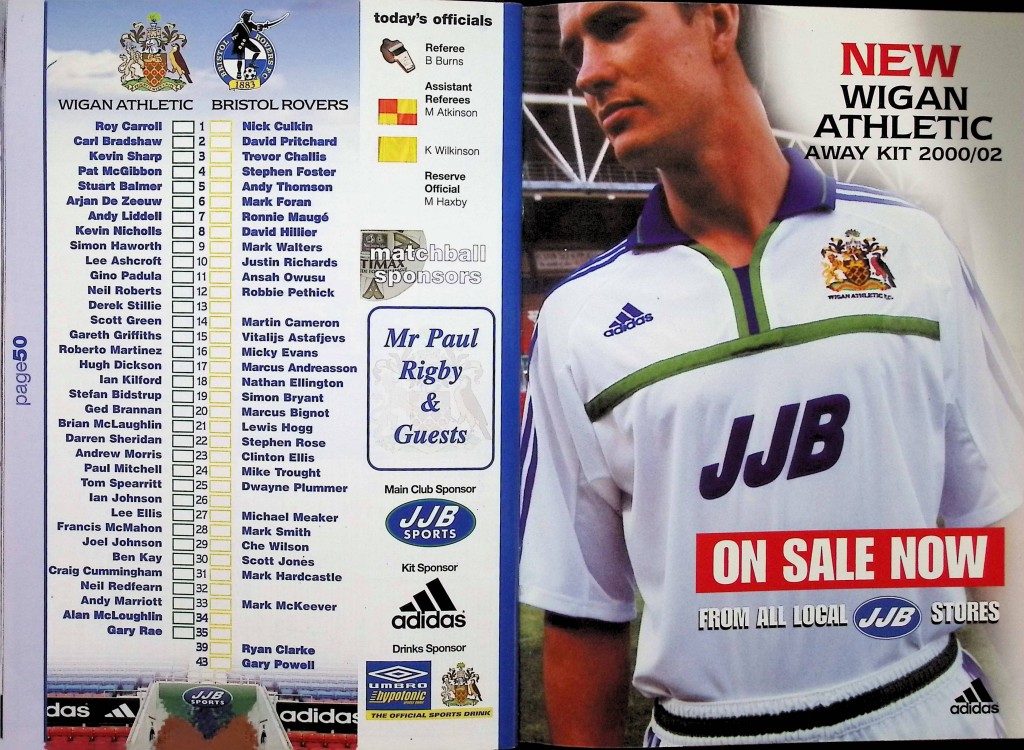 page50
BRISTOL ROVERS F.C.
1883
WIGAN ATHLETIC BRISTOL ROVERS
Roy Carroll 1 Nick Culkin
Carl Bradshaw 2 David Pritchard
Kevin Sharp 3 Trevor Challis
Pat McGibbon 4 Stephen Foster
Stuart Balmer 5 Andy Thomson
Arjan De Zeeuw 6 Mark Foran
Andy Liddell 7 Ronnie Maugé
Kevin Nicholls 8 David Hillier
Simon Haworth 9 Mark Walters
Lee Ashcroft 10 Justin Richards
Gino Padula 11 Ansah Owusu
Neil Roberts 12 Robbie Pethick
Derek Stillie 13
Scott Green 14 Martin Cameron
Gareth Griffiths 15 Vitalijs Astafjevs
Roberto Martinez 16 Micky Evans
Hugh Dickson 17 Marcus Andreasson
Ian Kilford 18 Nathan Ellington
Stefan Bidstrup 19 Simon Bryant
Ged Brannan 20 Marcus Bignot
Brian McLaughlin 21 Lewis Hogg
Darren Sheridan 22 Stephen Rose
Andrew Morris 23 Clinton Ellis
Paul Mitchell 24 Mike Trought
Tom Spearritt 25 Dwayne Plummer
Ian Johnson 26
Lee Ellis 27 Michael Meaker
Francis McMahon 28 Mark Smith
Joel Johnson 29 Che Wilson
Ben Kay 30 Scott Jones
Craig Cummingham 31 Mark Hardcastle
Neil Redfearn 32
Andy Marriott 33 Mark McKeever
Alan McLoughlin 34
Gary Rae 35
39 Ryan Clarke
43 Gary Powell
JJB
SPORTS
das
adidas
today's officials
Referee
B Burns
Assistant
Referees
M Atkinson
K Wilkinson
Reserve
Official
M Haxby
matchball
sponsors
Mr Paul
Rigby
&
Guests
Main Club Sponsor
JJB
SPORTS
Kit Sponsor
adidas
Drinks Sponsor
UMBRO
hypotonic
THE OFFICIAL SPORTS DRINK
NEW
WIGAN
ATHLETIC
AWAY KIT 2000/02
WIGAN ATHLETIC F.C.
adidas
JJB
ON SALE NOW
FROM ALL LOCAL JJB STORES
adidas